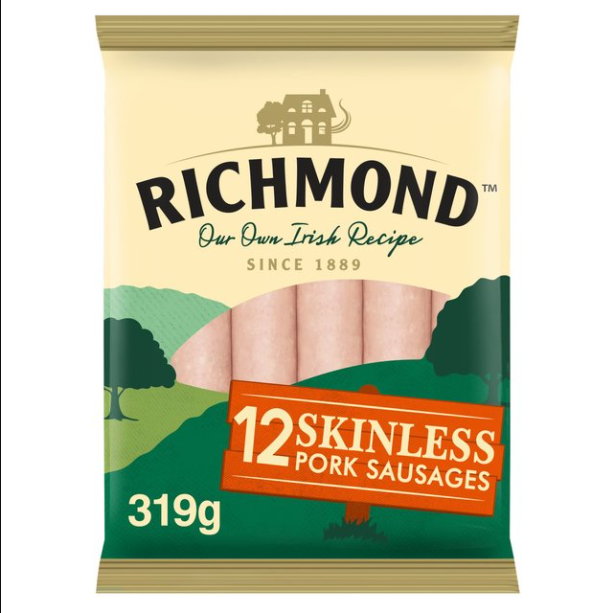 RICHMOND™
Our Own Irish Recipe
SINCE 1889
12 SKINLESS
PORK SAUSAGES
319g